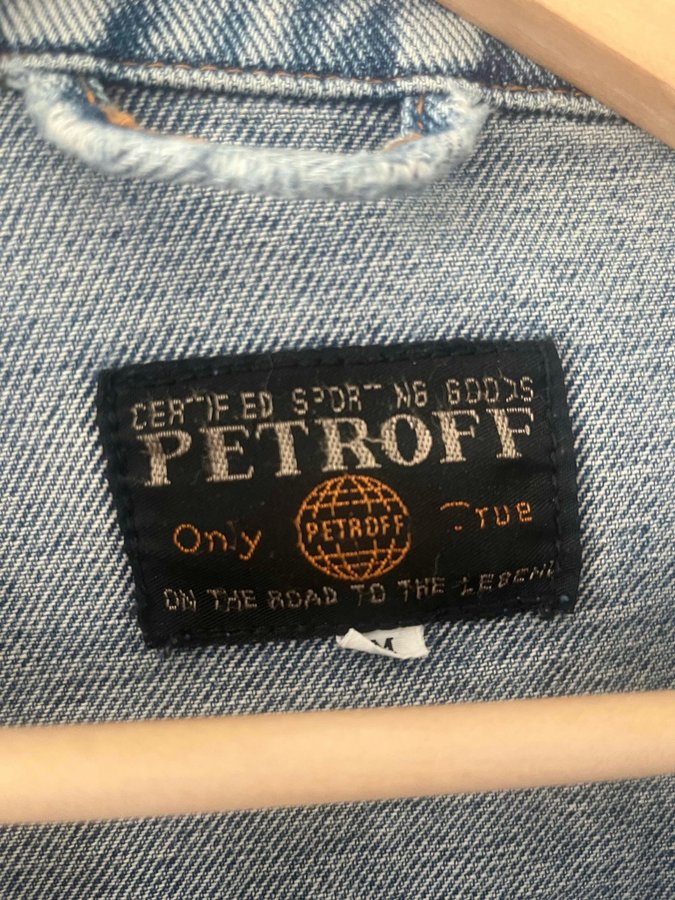 CERTIFIED SPORTING GOODS
PETROFF
Only PETROFF True
ON THE ROAD TO THE LEGEND
M